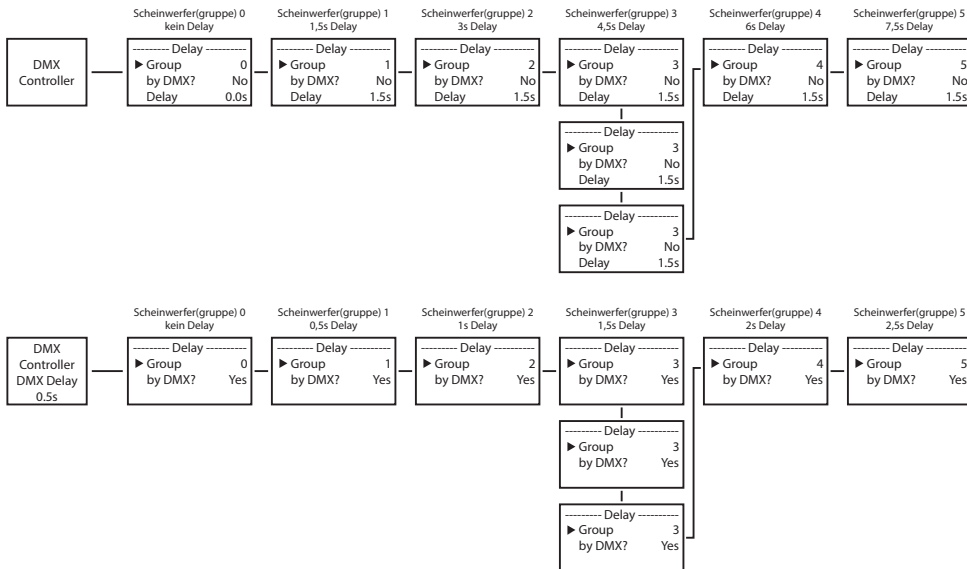 Scheinwerfer(gruppe) 0
kein Delay
Scheinwerfer(gruppe) 1
1,5s Delay
Scheinwerfer(gruppe) 2
3s Delay
Scheinwerfer(gruppe) 3
4,5s Delay
Scheinwerfer(gruppe) 4
6s Delay
Scheinwerfer(gruppe) 5
7,5s Delay
DMX
Controller
--------- Delay ----------
▶ Group 0
by DMX? No
Delay 0.0s
--------- Delay ----------
▶ Group 1
by DMX? No
Delay 1.5s
--------- Delay ----------
▶ Group 2
by DMX? No
Delay 1.5s
--------- Delay ----------
▶ Group 3
by DMX? No
Delay 1.5s
--------- Delay ----------
▶ Group 3
by DMX? No
Delay 1.5s
--------- Delay ----------
▶ Group 3
by DMX? No
Delay 1.5s
--------- Delay ----------
▶ Group 4
by DMX? No
Delay 1.5s
--------- Delay ----------
▶ Group 5
by DMX? No
Delay 1.5s
Scheinwerfer(gruppe) 0
kein Delay
Scheinwerfer(gruppe) 1
0,5s Delay
Scheinwerfer(gruppe) 2
1s Delay
Scheinwerfer(gruppe) 3
1,5s Delay
Scheinwerfer(gruppe) 4
2s Delay
Scheinwerfer(gruppe) 5
2,5s Delay
DMX
Controller
DMX Delay
0.5s
--------- Delay ----------
▶ Group 0
by DMX? Yes
--------- Delay ----------
▶ Group 1
by DMX? Yes
--------- Delay ----------
▶ Group 2
by DMX? Yes
--------- Delay ----------
▶ Group 3
by DMX? Yes
--------- Delay ----------
▶ Group 3
by DMX? Yes
--------- Delay ----------
▶ Group 3
by DMX? Yes
--------- Delay ----------
▶ Group 4
by DMX? Yes
--------- Delay ----------
▶ Group 5
by DMX? Yes